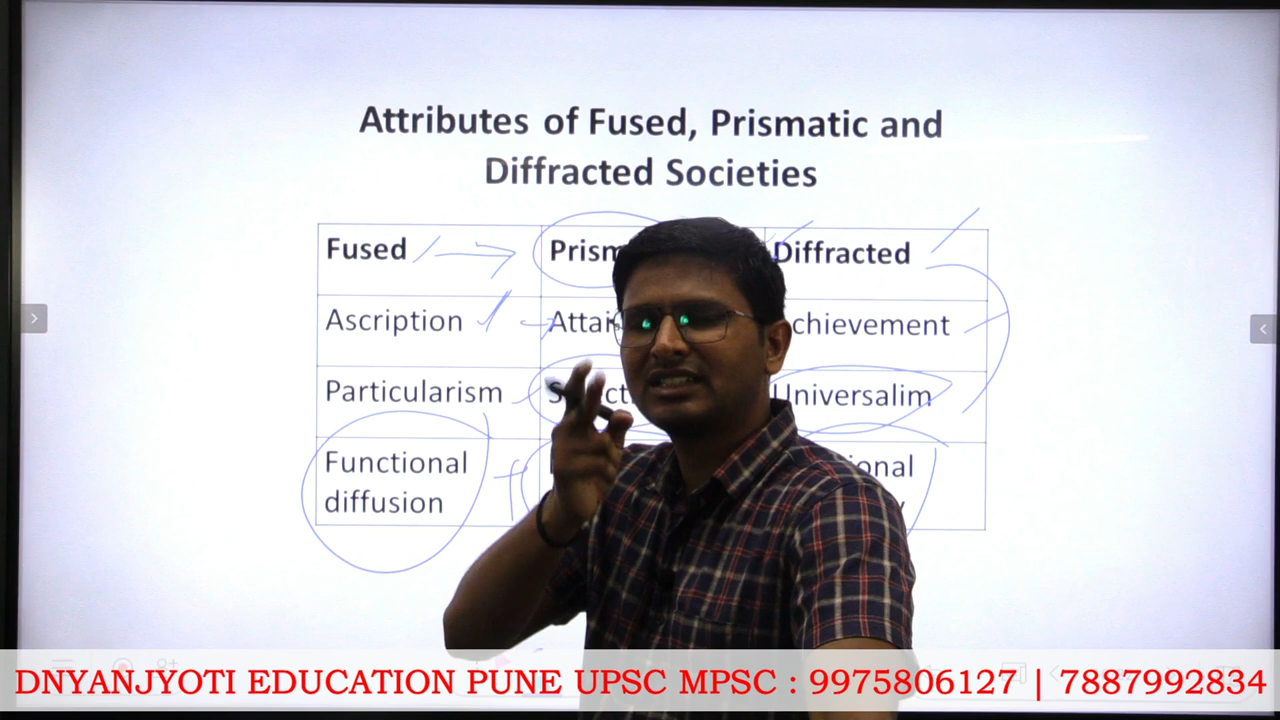 Attributes of Fused, Prismatic and
Diffracted Societies
Fused Diffracted
Ascription
Particularism Universalim
Functional
diffusion
DNYANJYOTI EDUCATION PUNE UPSC MPSC : 9975806127 | 7887992834